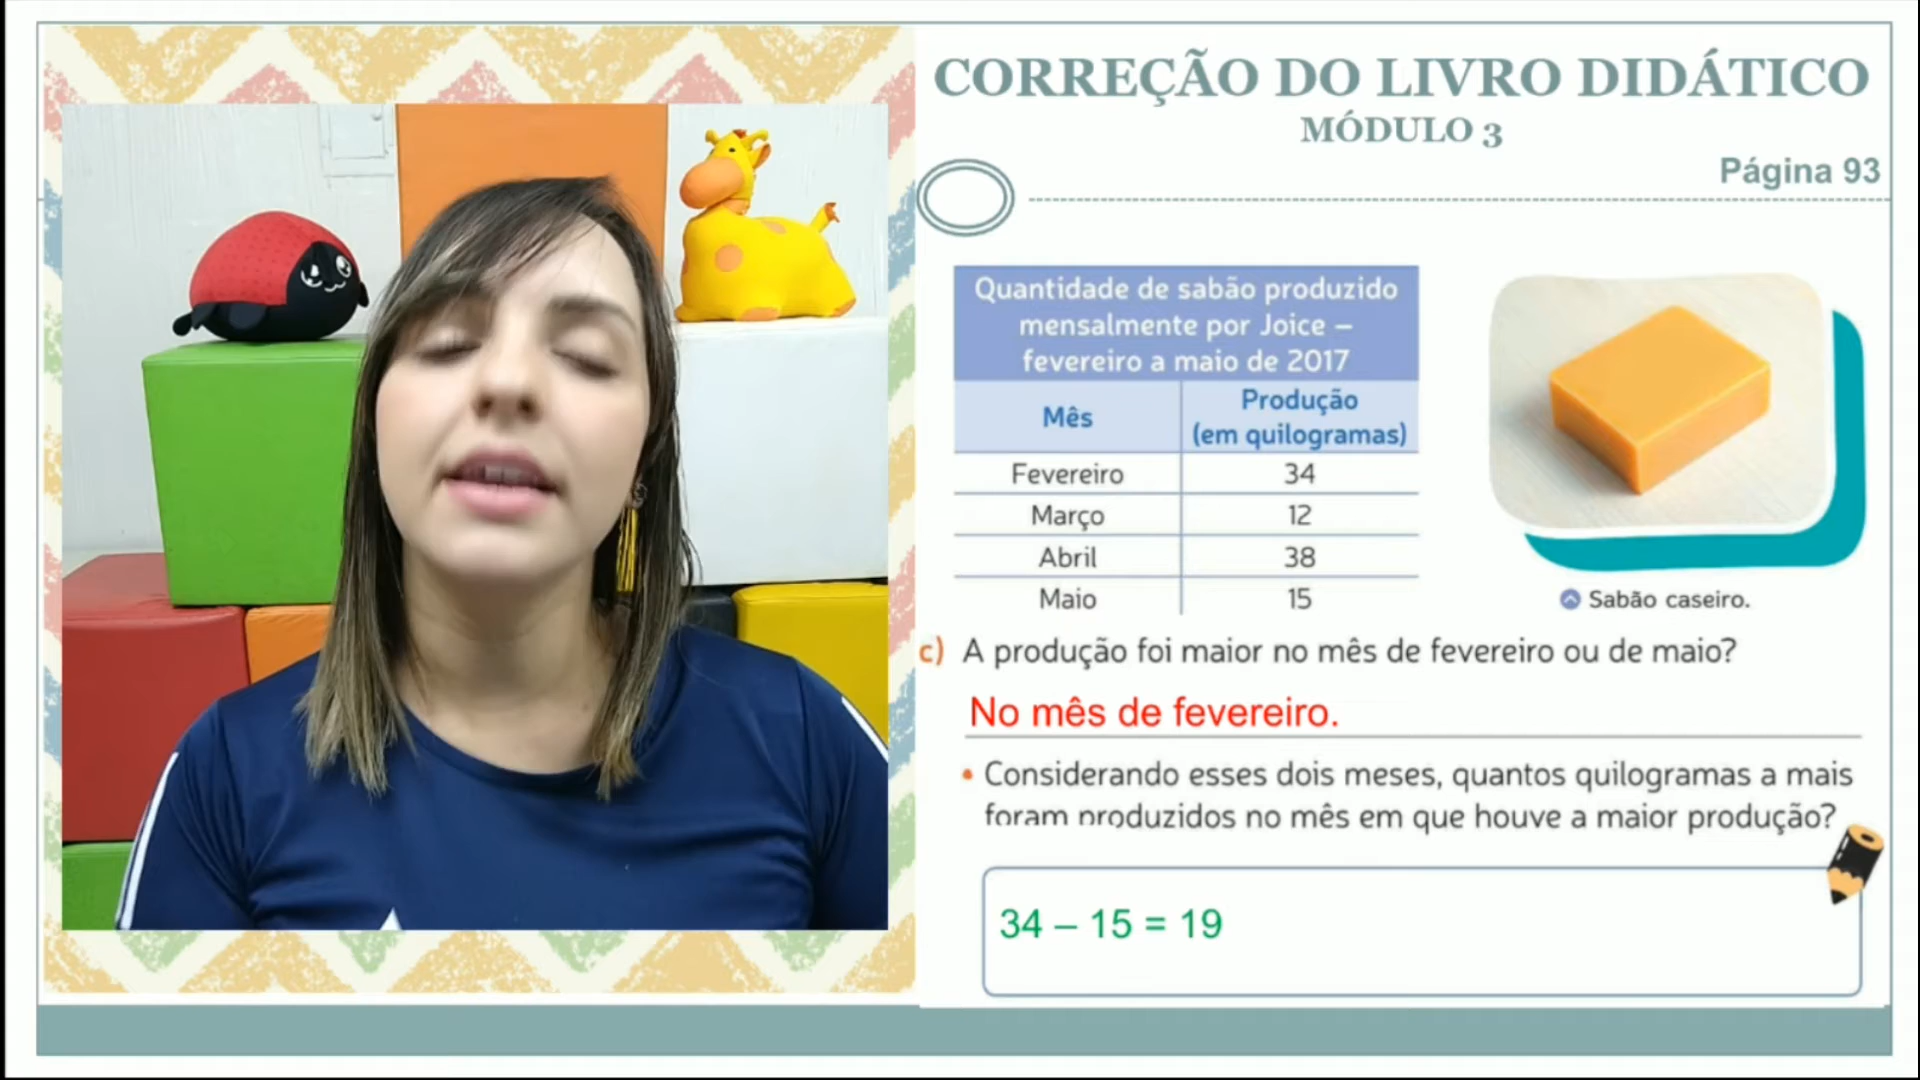 CORREÇÃO DO LIVRO DIDÁTICO
MÓDULO 3
Página 93
Quantidade de sabão produzido
mensalmente por Joice –
fevereiro a maio de 2017
Mês Produção
(em quilogramas)
Fevereiro 34
Março 12
Abril 38
Maio 15
Sabão caseiro.
c) A produção foi maior no mês de fevereiro ou de maio?
No mês de fevereiro.
• Considerando esses dois meses, quantos quilogramas a mais
foram produzidos no mês em que houve a maior produção?
34 – 15 = 19